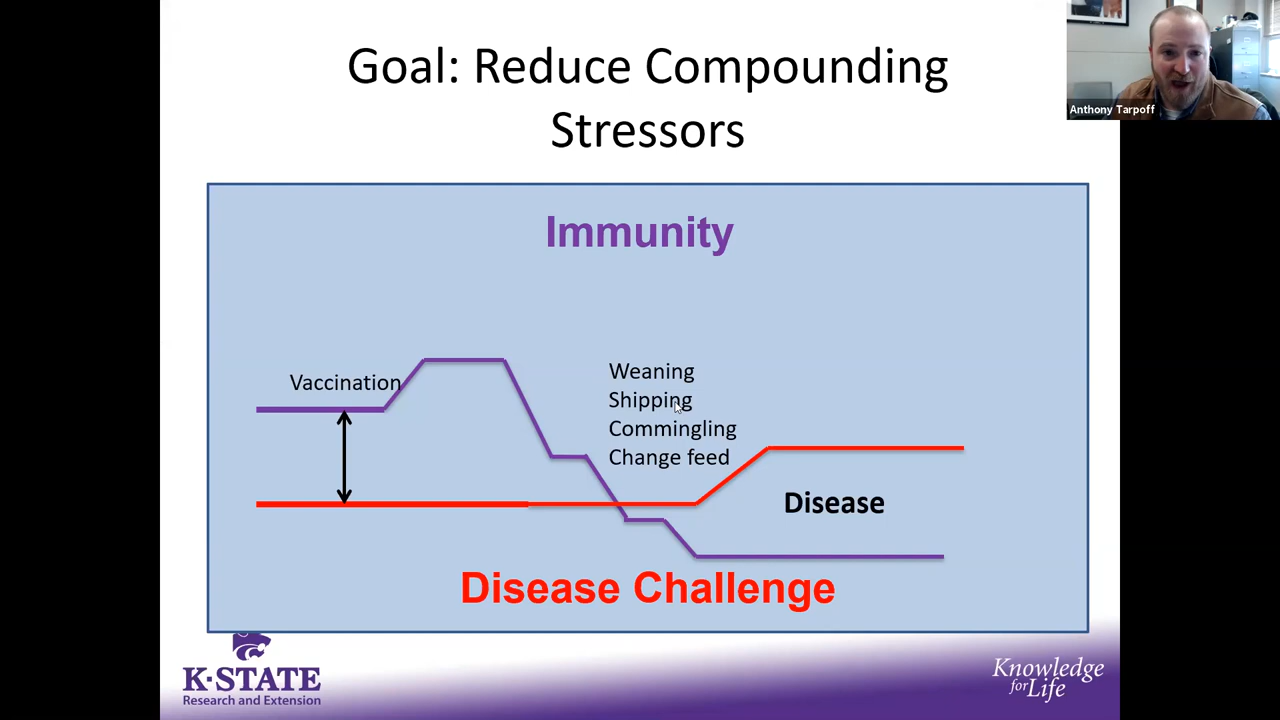 Goal: Reduce Compounding
Stressors
Anthony Tarpoff
Immunity
Vaccination
Weaning
Shipping
Commingling
Change feed
Disease
Disease Challenge
K-STATE
Research and Extension
Knowledge
for Life